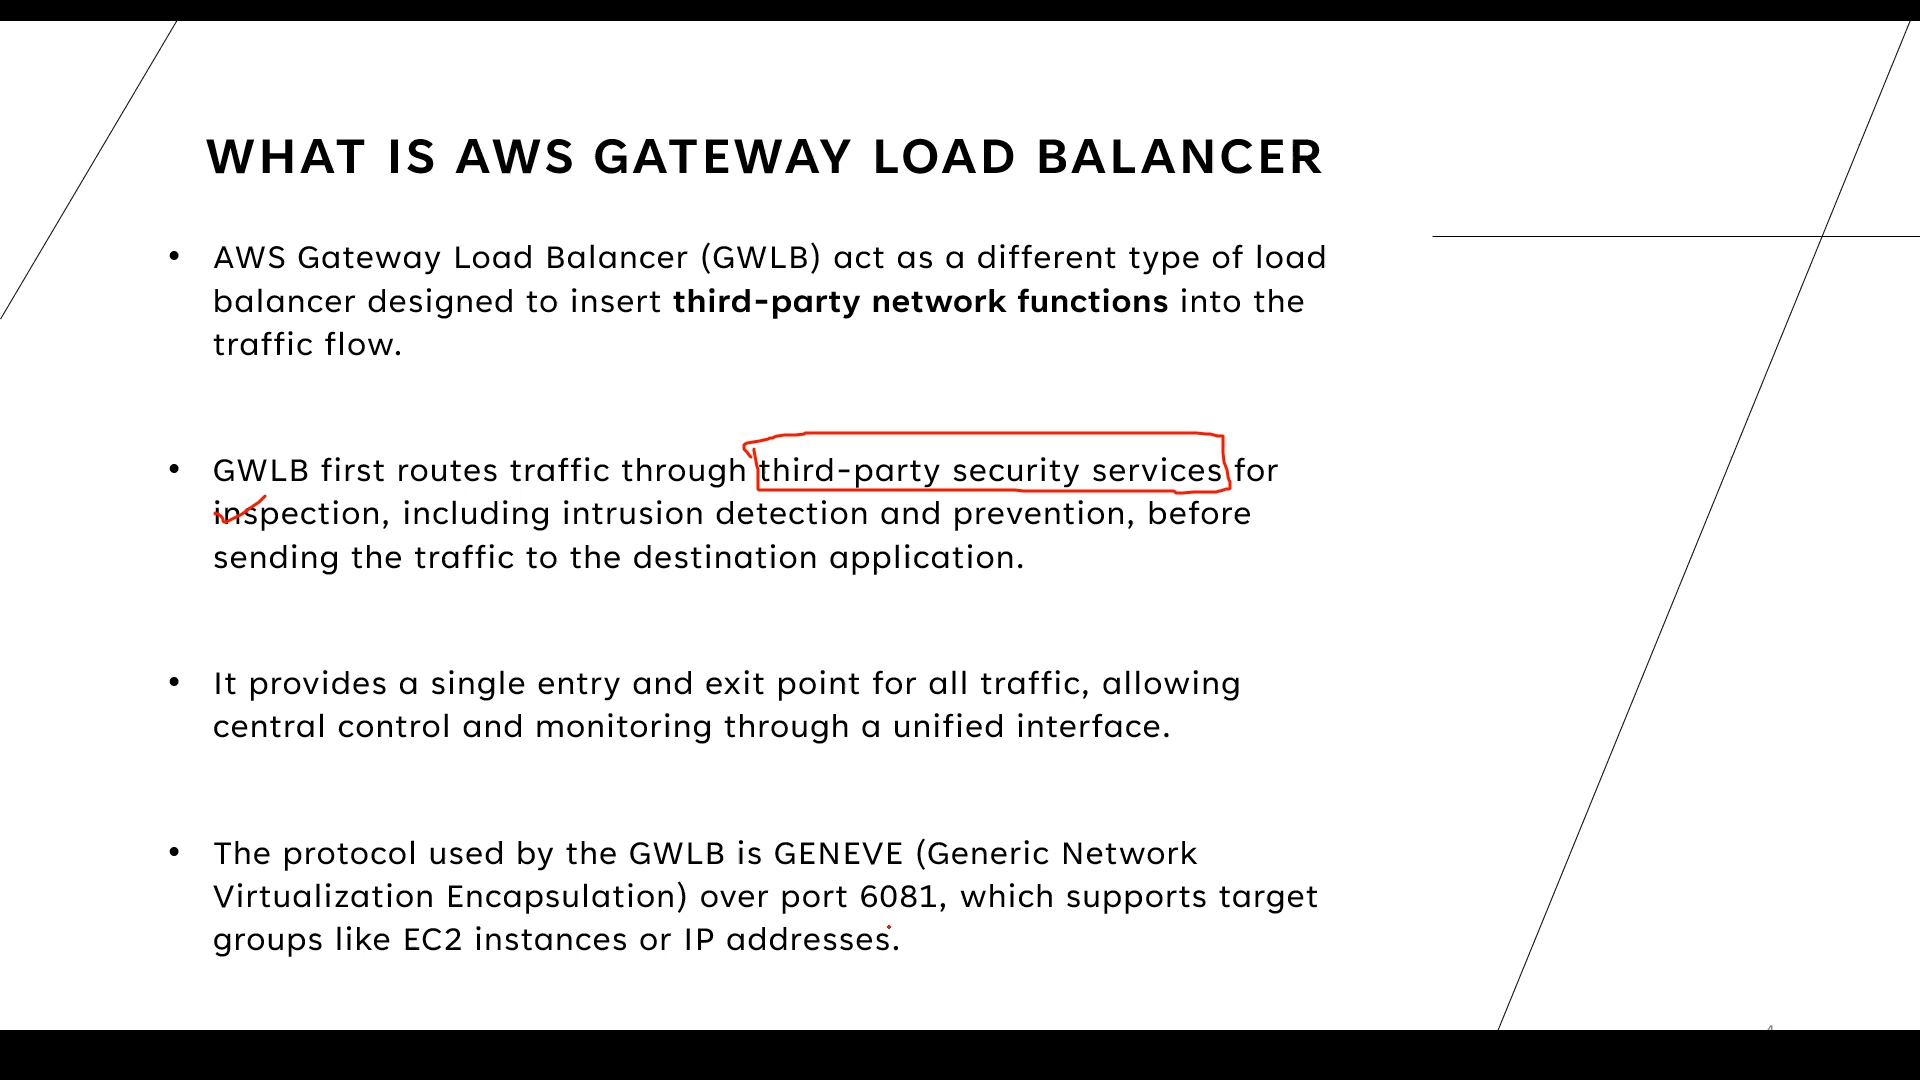 WHAT IS AWS GATEWAY LOAD BALANCER
• AWS Gateway Load Balancer (GWLB) act as a different type of load
balancer designed to insert third-party network functions into the
traffic flow.
• GWLB first routes traffic through third-party security services for
inspection, including intrusion detection and prevention, before
sending the traffic to the destination application.
• It provides a single entry and exit point for all traffic, allowing
central control and monitoring through a unified interface.
• The protocol used by the GWLB is GENEVE (Generic Network
Virtualization Encapsulation) over port 6081, which supports target
groups like EC2 instances or IP addresses.